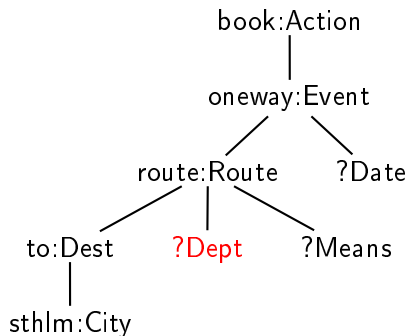 book:Action
oneway:Event
route:Route ?Date
to:Dest ?Dept ?Means
sthlm:City